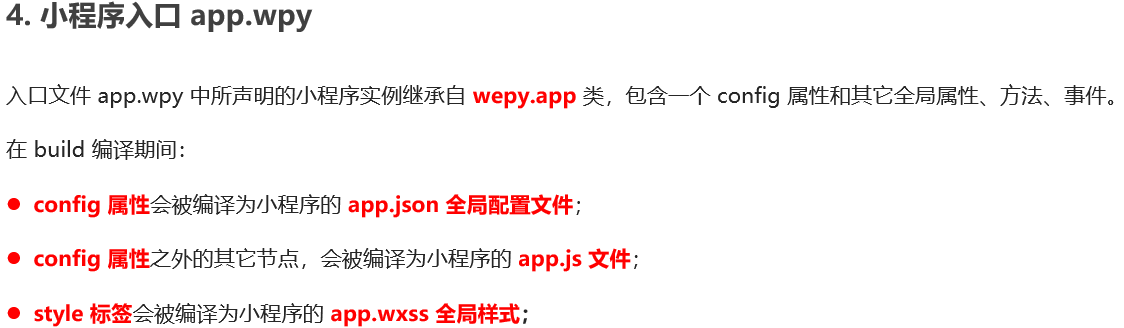 4. 小程序入口 app.wpy
入口文件 app.wpy 中所声明的小程序实例继承自 wepy.app 类，包含一个 config 属性和其它全局属性、方法、事件。
在 build 编译期间：
● config 属性会被编译为小程序的 app.json 全局配置文件；
● config 属性之外的其它节点，会被编译为小程序的 app.js 文件；
● style 标签会被编译为小程序的 app.wxss 全局样式；